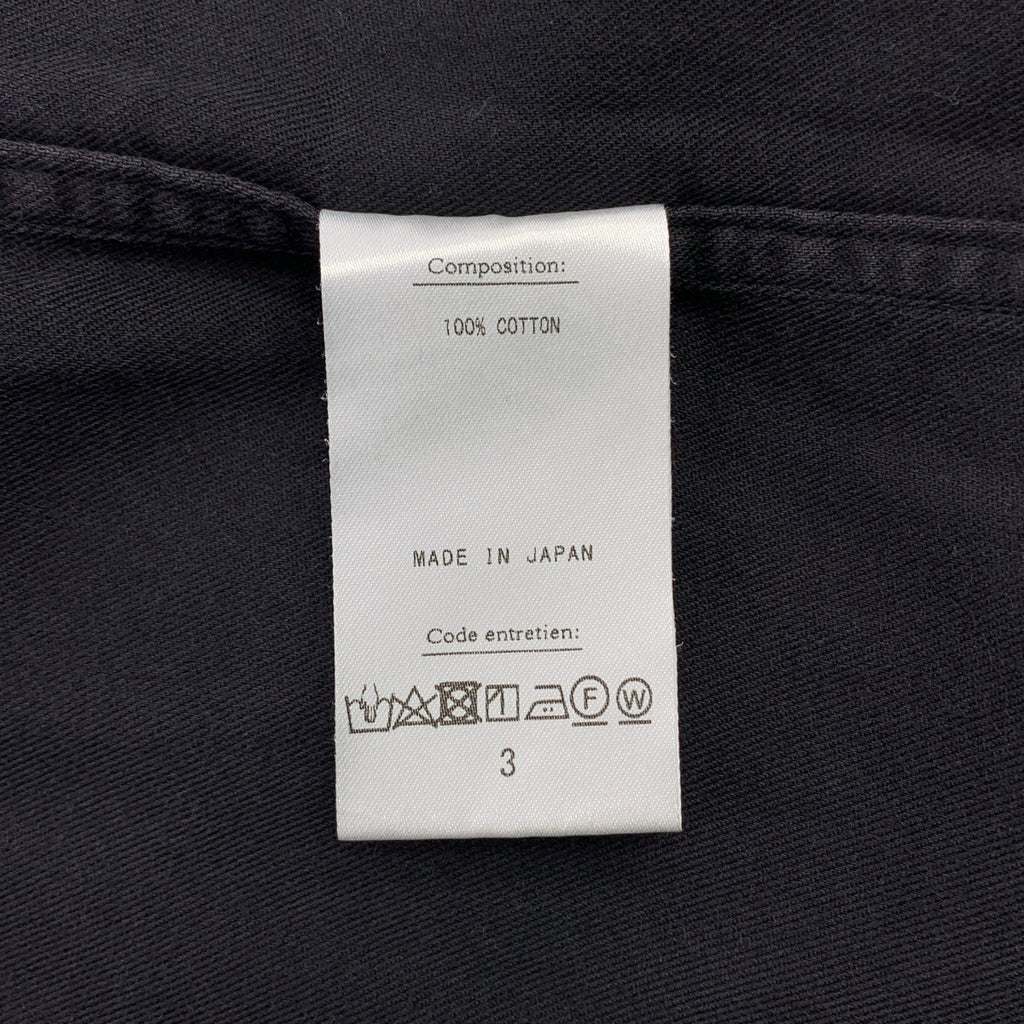 Composition:
100% COTTON
MADE IN JAPAN
Code entretien:
F W
3